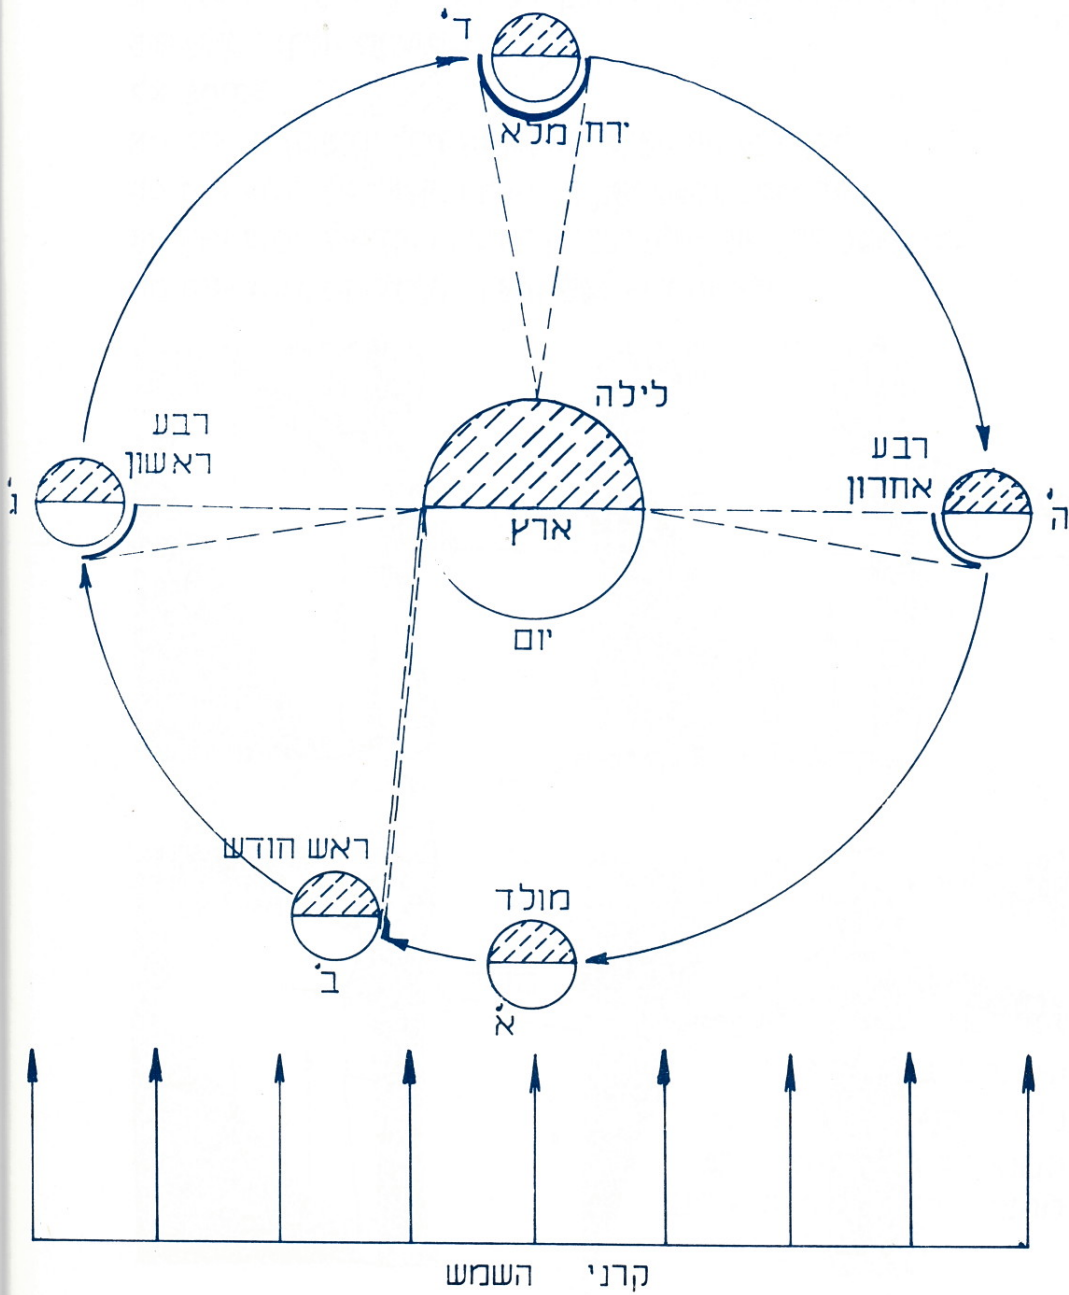 ד'
ירח מלא
לילה
רבע
ראשון
ג'
רבע
אחרון
ה'
ארץ
יום
ראש חודש
ב'
מולד
א'
קרני השמש